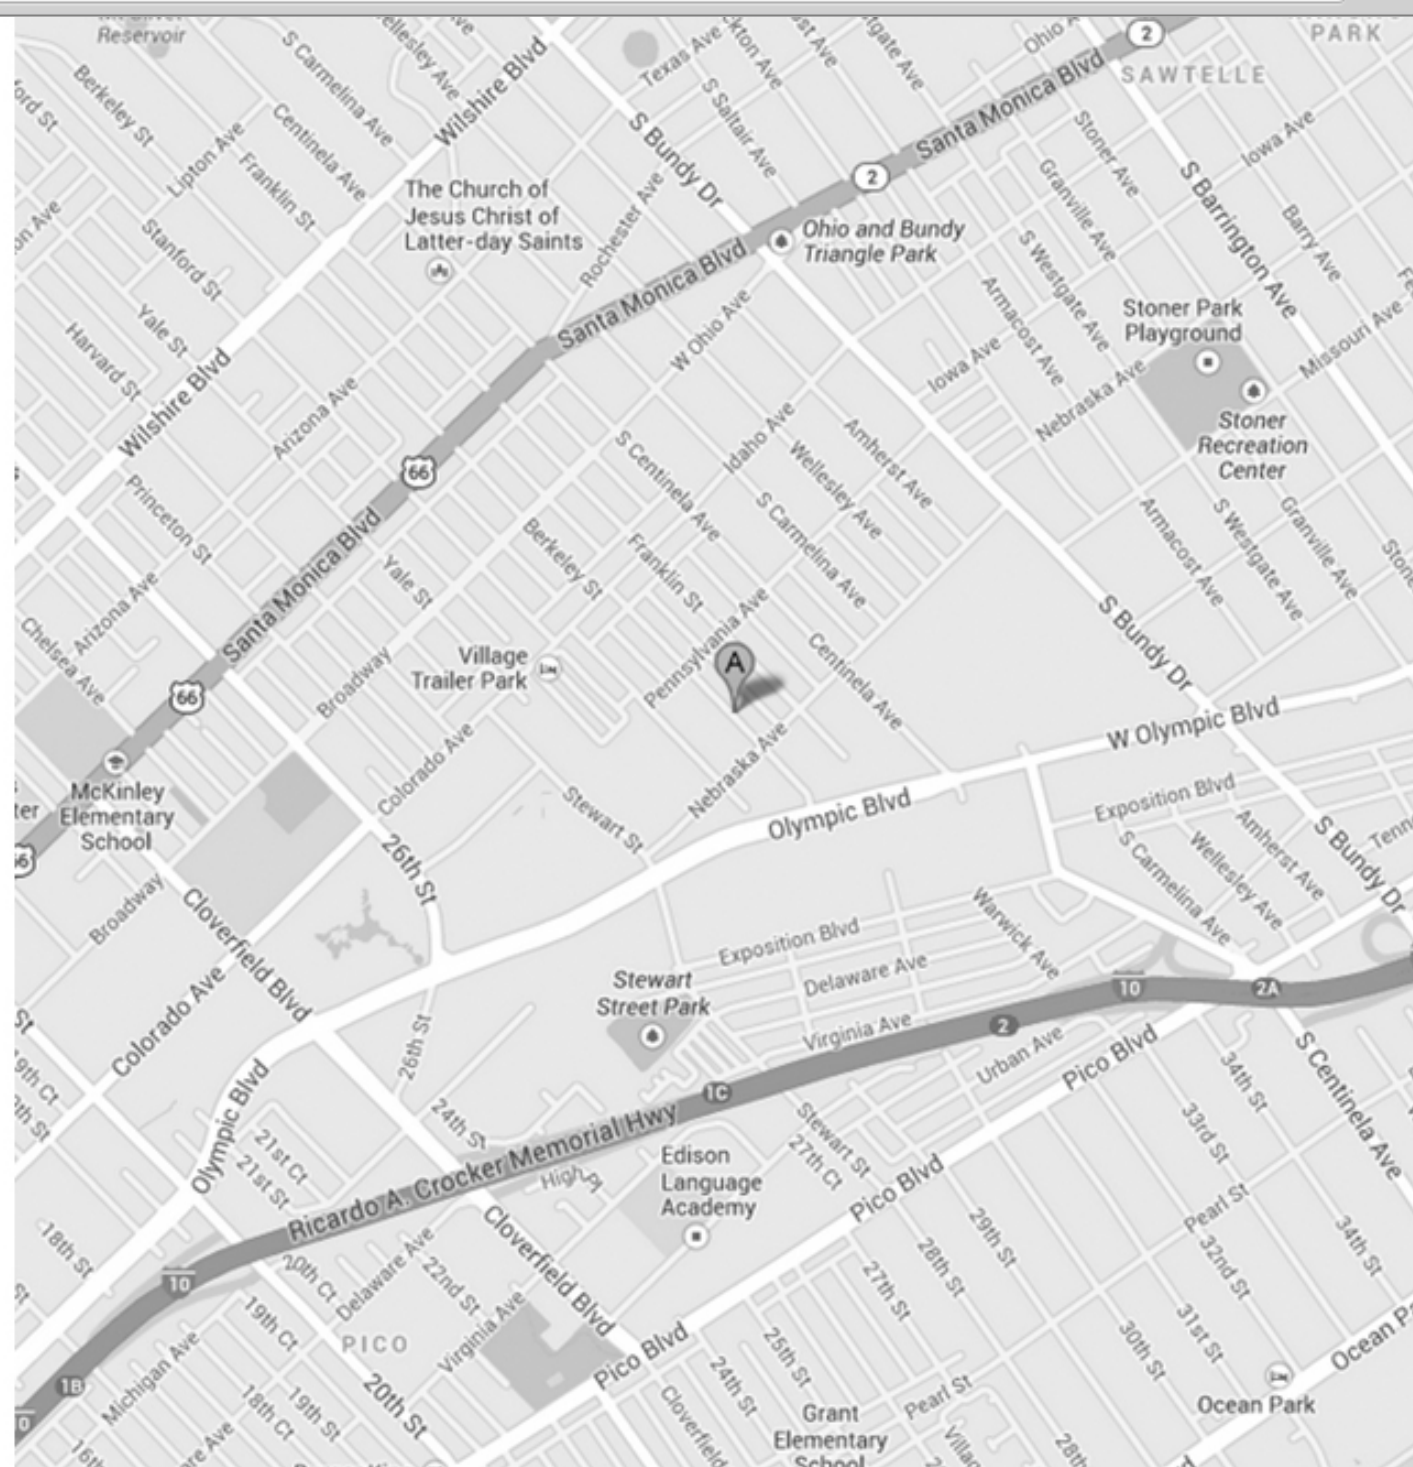 Reservoir
S Carmelina Ave
Wilshire Blvd
Texas Ave
Ohio A
2
PARK
SAWTELLE
Berkeley St
Centinela Ave
Lipton Ave
Franklin St
S Saltair Ave
S Bundy Dr
Santa Monica Blvd
Stoner Ave
Iowa Ave
2
Granville Ave
S Barrington Ave
The Church of
Jesus Christ of
Latter-day Saints
Rochester Ave
Ohio and Bundy
Triangle Park
Stanford St
Barry Ave
S Westgate Ave
Armacost Ave
Santa Monica Blvd
W Ohio Ave
Yale St
Harvard St
Wilshire Blvd
Stoner Park
Playground
Missouri Ave
Iowa Ave
Nebraska Ave
Arizona Ave
Stoner
Recreation
Center
66
S Centinela Ave
Idaho Ave
Amherst Ave
Wellesley Ave
Princeton St
Santa Monica Blvd
Berkeley St
S Carmelina Ave
Armacost Ave
S Westgate Ave
Granville Ave
Franklin St
Yale St
Arizona Ave
Chelsea Ave
Pennsylvania Ave
S Bundy Dr
Village
Trailer Park
A
Centinela Ave
Broadway
66
W Olympic Blvd
Colorado Ave
Nebraska Ave
McKinley
Elementary
School
Stewart St
Olympic Blvd
Exposition Blvd
S Carmelina Ave
Wellesley Ave
Amherst Ave
S Bundy Dr
66
26th St
Broadway
Cloverfield Blvd
Exposition Blvd
Warwick Ave
Delaware Ave
Stewart
Street Park
10
2A
Colorado Ave
26th St
Virginia Ave
2
Urban Ave
Pico Blvd
34th St
S Centinela Ave
1C
Olympic Blvd
24th St
Ricardo A. Crocker Memorial Hwy
21st Ct
21st St
High Pl
Edison
Language
Academy
Stewart St
27th Ct
33rd St
Pico Blvd
Pearl St
18th St
10
20th Ct
Delaware Ave
22nd St
Cloverfield Blvd
29th St
28th St
27th St
32nd St
34th St
19th Ct
Virginia Ave
PICO
Michigan Ave
1B
Pico Blvd
25th St
24th St
30th St
31st St
Ocean P
Ocean Park
20th St
18th Ct
19th St
Cloverfield
Grant
Elementary
School
Pearl St
28th
16th